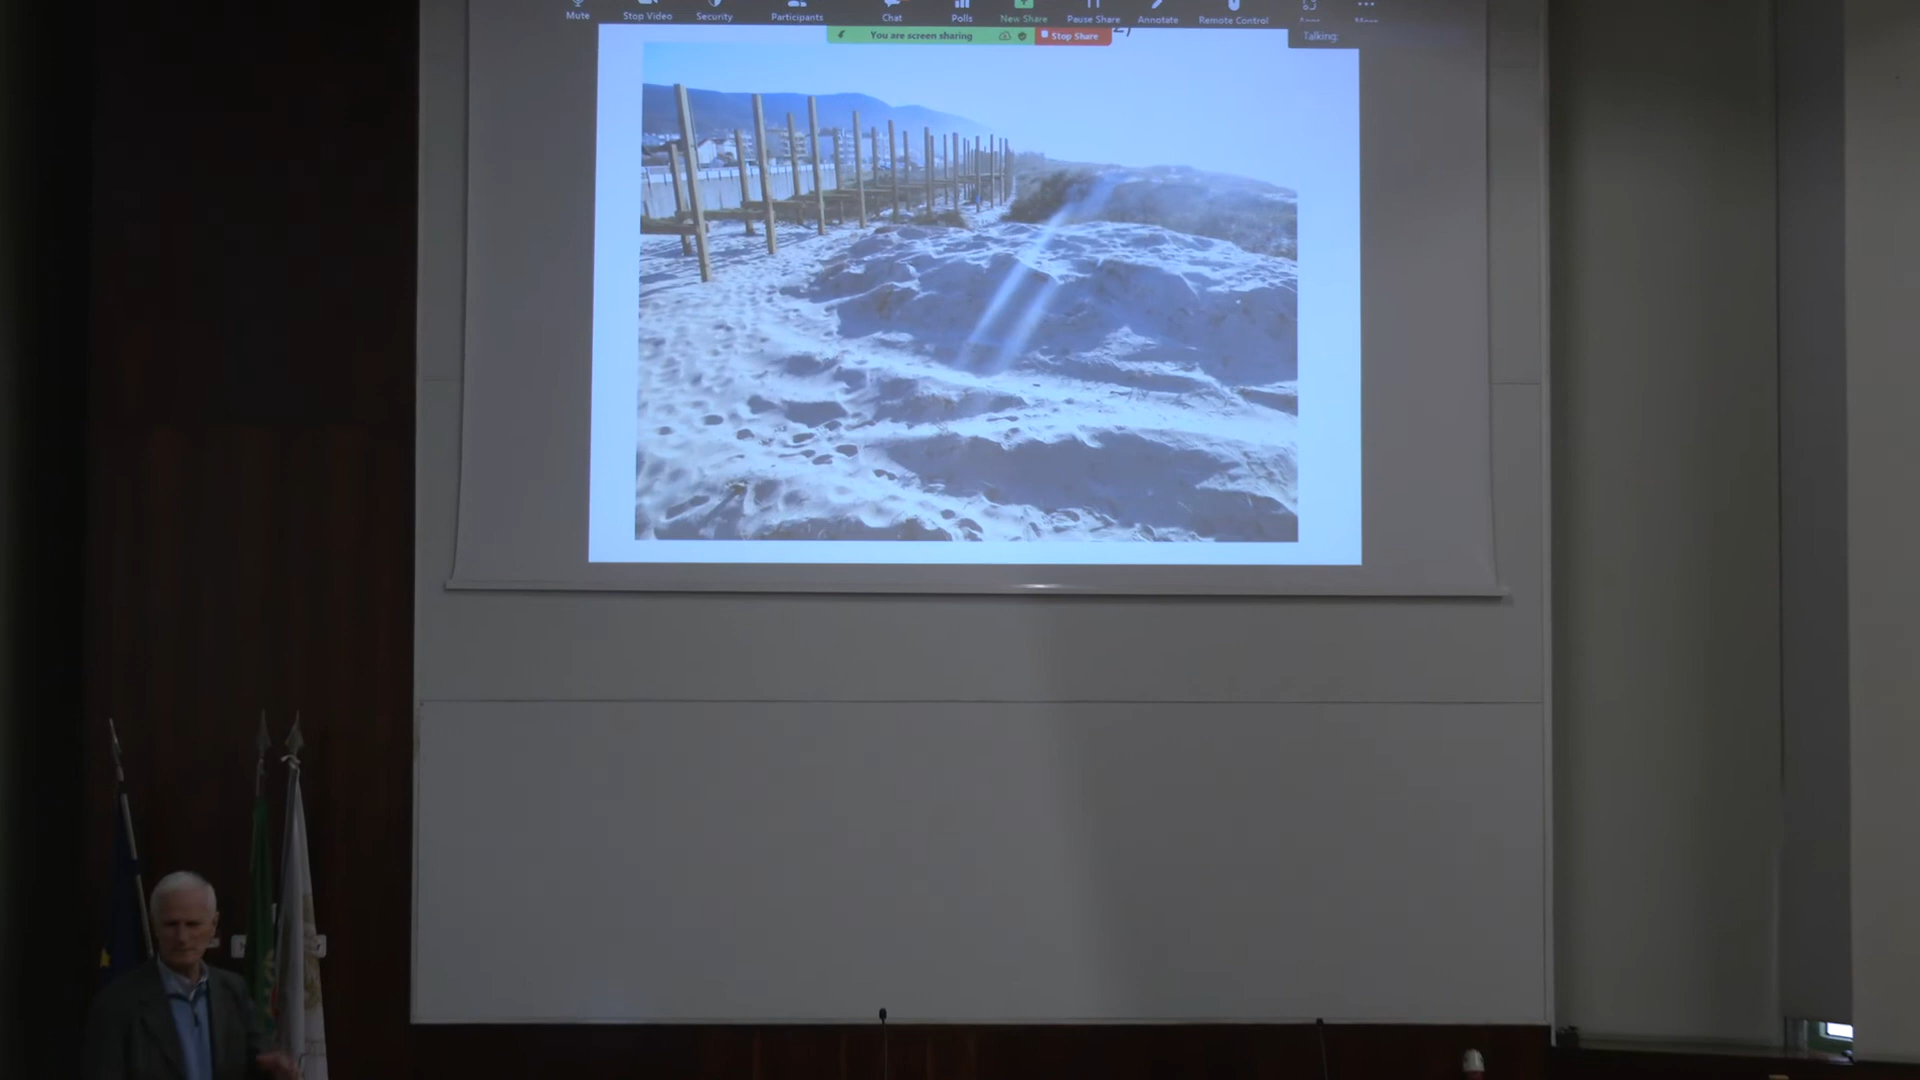 Mute Stop Video Security Participants Chat Polls New Share Pause Share Annotate Remote Control
You are screen sharing Stop Share
Talking: